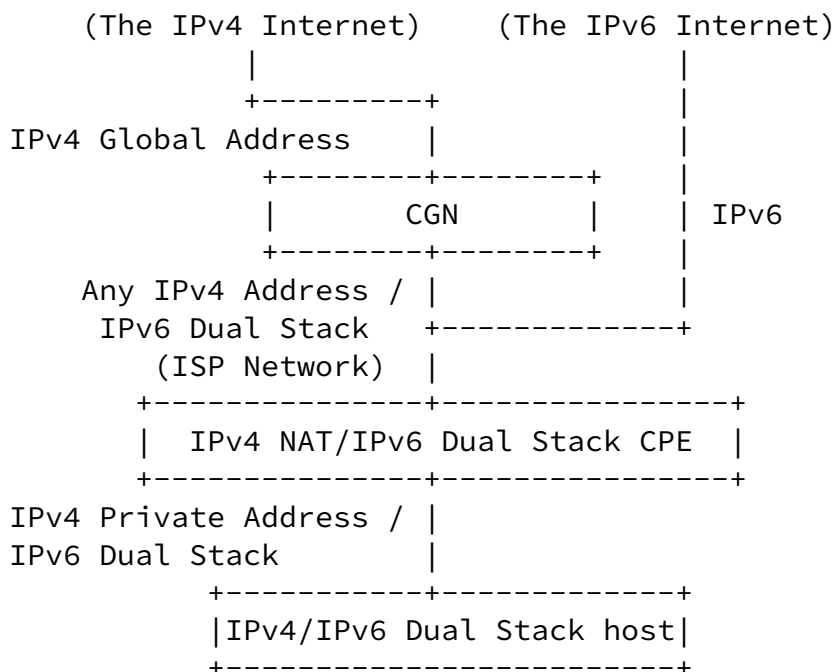 (The IPv4 Internet) (The IPv6 Internet)
IPv4 Global Address
CGN
IPv6
Any IPv4 Address /
IPv6 Dual Stack
(ISP Network)
IPv4 NAT/IPv6 Dual Stack CPE
IPv4 Private Address /
IPv6 Dual Stack
IPv4/IPv6 Dual Stack host